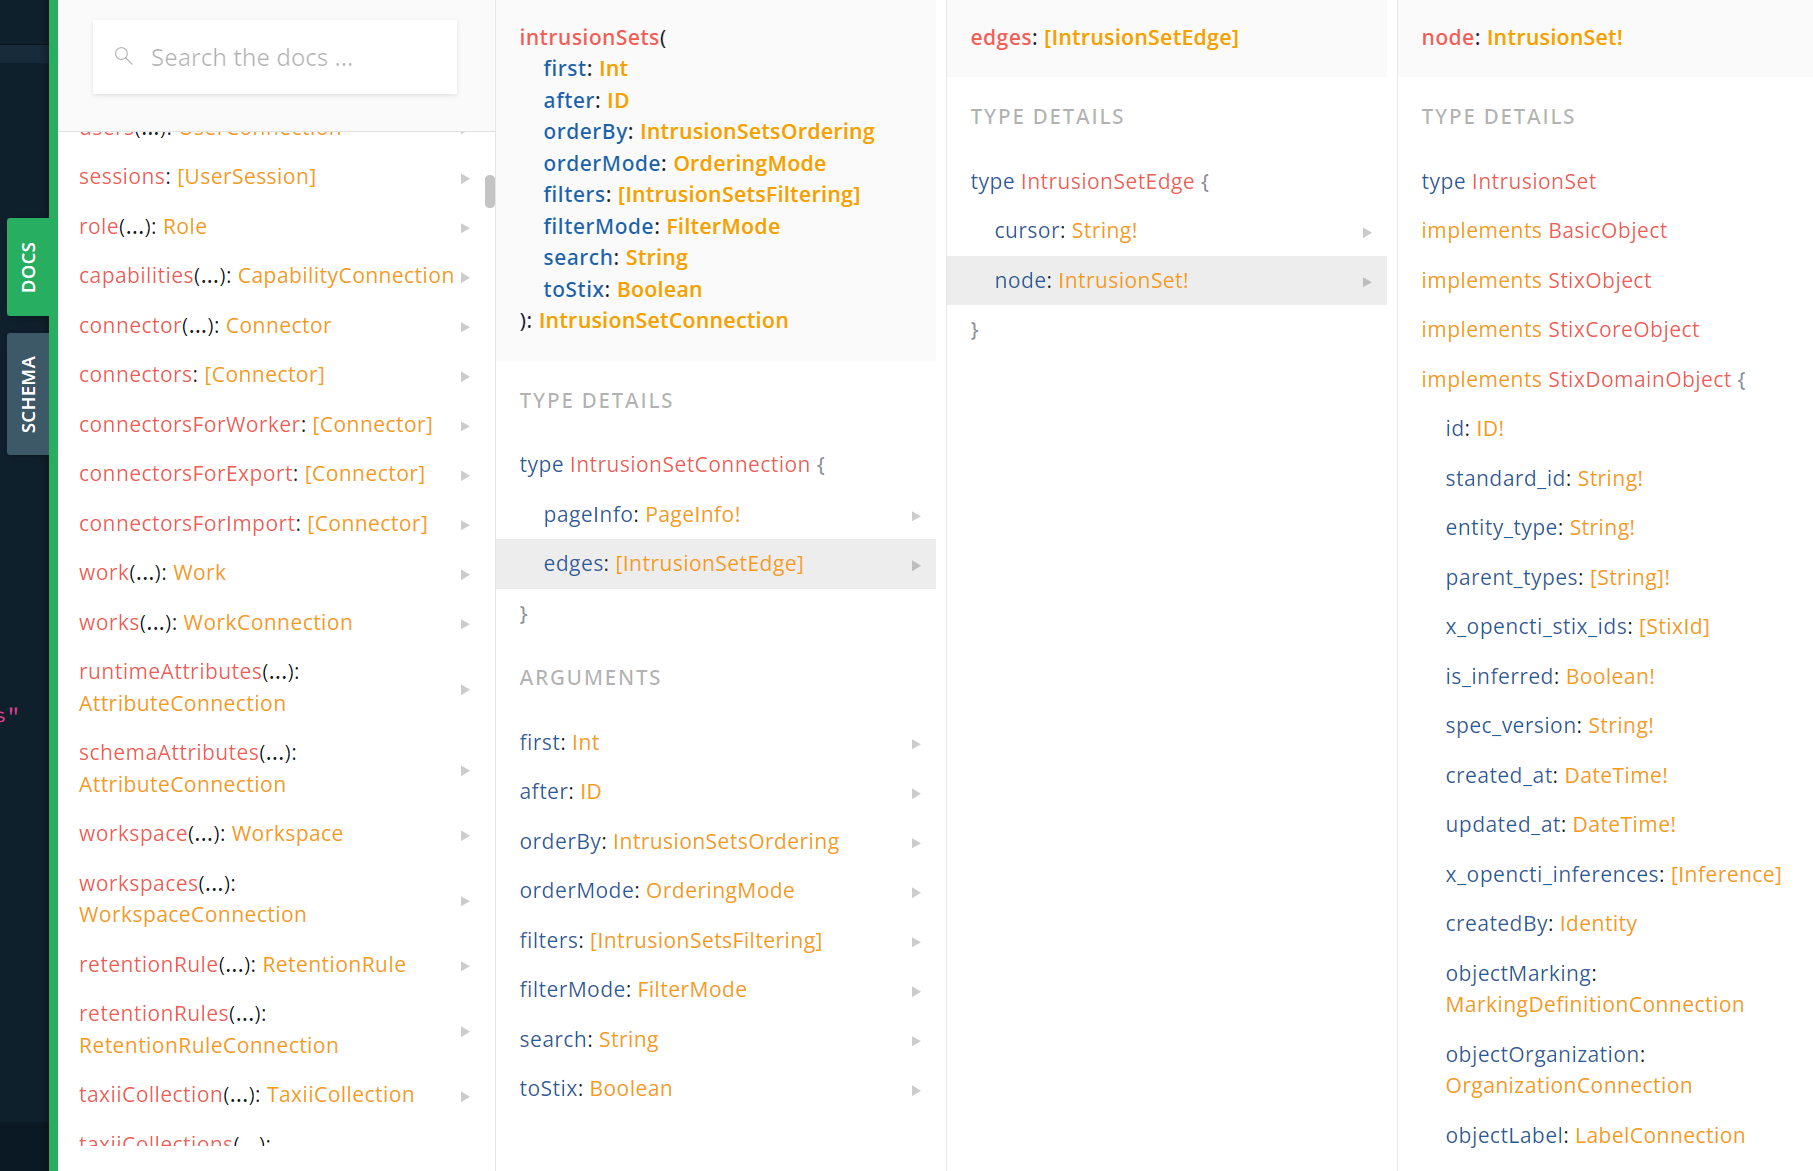 DOCS
SCHEMA
s"
Search the docs ...
users(...): UserConnection
sessions: [UserSession]
role(...): Role
capabilities(...): CapabilityConnection
connector(...): Connector
connectors: [Connector]
connectorsForWorker: [Connector]
connectorsForExport: [Connector]
connectorsForImport: [Connector]
work(...): Work
works(...): WorkConnection
runtimeAttributes(...):
AttributeConnection
schemaAttributes(...):
AttributeConnection
workspace(...): Workspace
workspaces(...):
WorkspaceConnection
retentionRule(...): RetentionRule
retentionRules(...):
RetentionRuleConnection
taxiiCollection(...): TaxiiCollection
taxiiCollections(...):
intrusionSets(
first: Int
after: ID
orderBy: IntrusionSetsOrdering
orderMode: OrderingMode
filters: [IntrusionSetsFiltering]
filterMode: FilterMode
search: String
toStix: Boolean
): IntrusionSetConnection
TYPE DETAILS
type IntrusionSetConnection {
pageInfo: PageInfo!
edges: [IntrusionSetEdge]
}
ARGUMENTS
first: Int
after: ID
orderBy: IntrusionSetsOrdering
orderMode: OrderingMode
filters: [IntrusionSetsFiltering]
filterMode: FilterMode
search: String
toStix: Boolean
edges: [IntrusionSetEdge]
TYPE DETAILS
type IntrusionSetEdge {
cursor: String!
node: IntrusionSet!
}
node: IntrusionSet!
TYPE DETAILS
type IntrusionSet
implements BasicObject
implements StixObject
implements StixCoreObject
implements StixDomainObject {
id: ID!
standard_id: String!
entity_type: String!
parent_types: [String]!
x_opencti_stix_ids: [StixId]
is_inferred: Boolean!
spec_version: String!
created_at: DateTime!
updated_at: DateTime!
x_opencti_inferences: [Inference]
createdBy: Identity
objectMarking:
MarkingDefinitionConnection
objectOrganization:
OrganizationConnection
objectLabel: LabelConnection